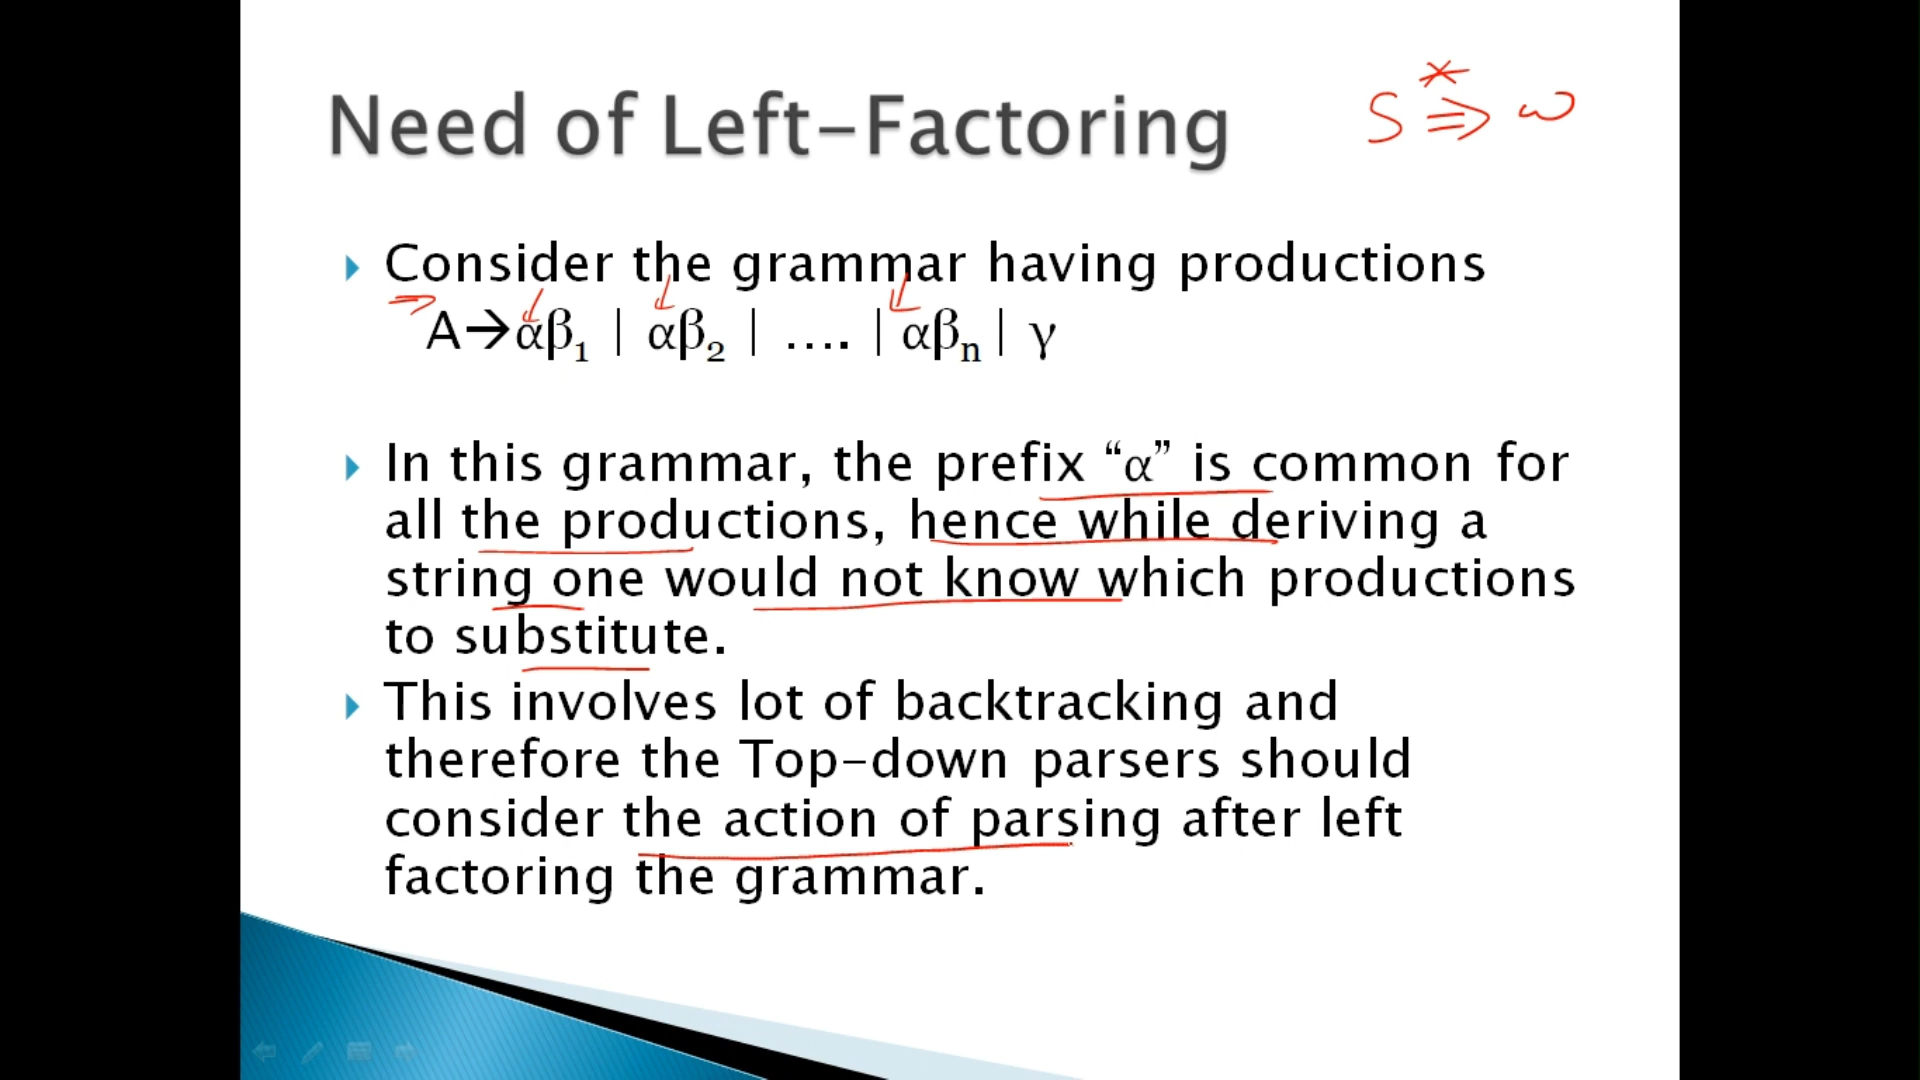 Need of Left-Factoring
S *⇒ ω
Consider the grammar having productions
A→αβ₁ | αβ₂ | .... | αβₙ | γ
In this grammar, the prefix “α” is common for
all the productions, hence while deriving a
string one would not know which productions
to substitute.
This involves lot of backtracking and
therefore the Top-down parsers should
consider the action of parsing after left
factoring the grammar.